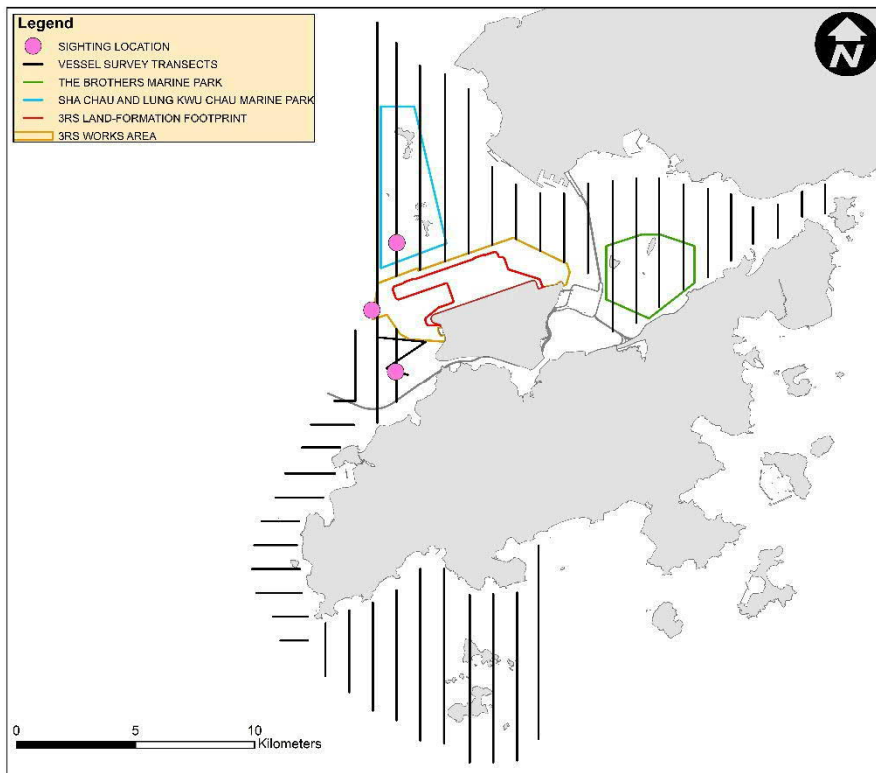 Legend
SIGHTING LOCATION
VESSEL SURVEY TRANSECTS
THE BROTHERS MARINE PARK
SHA CHAU AND LUNG KWU CHAU MARINE PARK
3RS LAND-FORMATION FOOTPRINT
3RS WORKS AREA
N
0 5 10
Kilometers